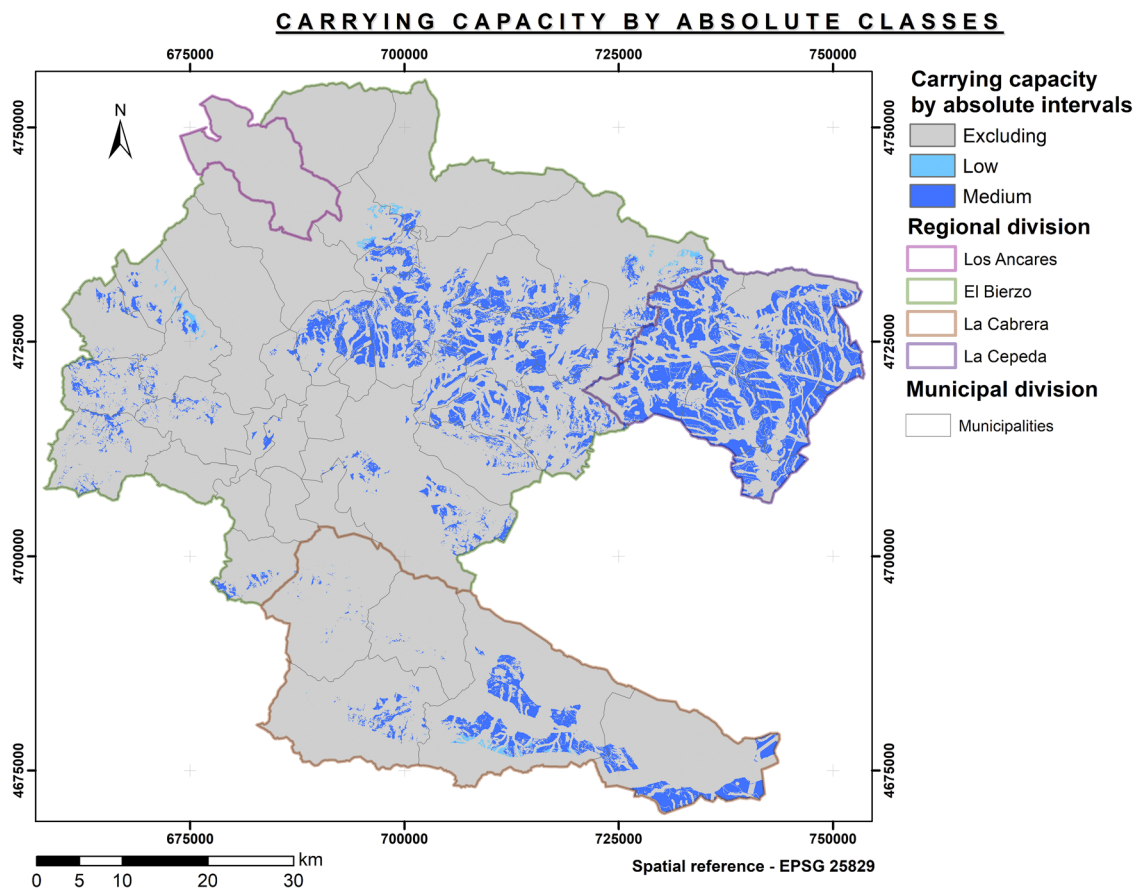 CARRYING CAPACITY BY ABSOLUTE CLASSES
675000 700000 725000 750000
N
4750000 4750000
4725000 4725000
4700000 4700000
4675000 4675000
675000 700000 725000 750000
Carrying capacity
by absolute intervals
Excluding
Low
Medium
Regional division
Los Ancares
El Bierzo
La Cabrera
La Cepeda
Municipal division
Municipalities
km
0 5 10 20 30
Spatial reference - EPSG 25829